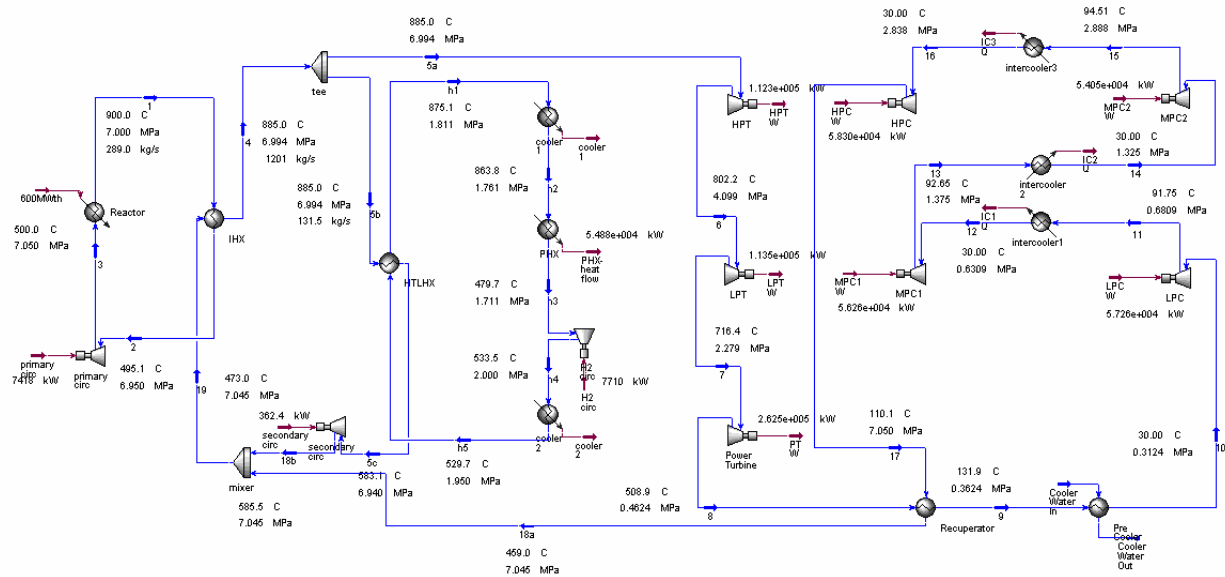 885.0 C
6.994 MPa
5a
tee
1
900.0 C
7.000 MPa
289.0 kg/s
4
885.0 C
6.994 MPa
1201 kg/s
885.0 C
6.994 MPa
131.5 kg/s
5b
600MWth
Reactor
500.0 C
7.050 MPa
3
IHX
HTLHX
2
primary circ
7418 kW
primary circ
495.1 C
6.950 MPa
19
473.0 C
7.045 MPa
362.4 kW
secondary circ
secondary circ
18b
5c
mixer
585.5 C
7.045 MPa
583.1 C
6.940 MPa
h1
875.1 C
1.811 MPa
cooler 1
cooler 1
863.8 C
1.761 MPa
h2
PHX
5.488e+004 kW
PHX-heat flow
479.7 C
1.711 MPa
h3
533.5 C
2.000 MPa
H2 circ
7710 kW
H2 circ
h4
cooler 2
cooler 2
h5
529.7 C
1.950 MPa
1.123e+005 kW
HPT
HPT W
802.2 C
4.099 MPa
6
1.135e+005 kW
LPT
LPT W
716.4 C
2.279 MPa
7
2.625e+005 kW
Power Turbine
PT W
508.9 C
0.4624 MPa
8
18a
459.0 C
7.045 MPa
30.00 C
2.838 MPa
IC3 Q
16
intercooler3
15
94.51 C
2.888 MPa
HPC W
HPC
5.830e+004 kW
5.405e+004 kW
MPC2 W
MPC2
30.00 C
1.325 MPa
13
92.65 C
1.375 MPa
intercooler 2
IC2 Q
14
91.75 C
0.6809 MPa
IC1 Q
12
intercooler1
11
30.00 C
0.6309 MPa
MPC1 W
MPC1
5.626e+004 kW
LPC W
LPC
5.726e+004 kW
110.1 C
7.050 MPa
17
30.00 C
0.3124 MPa
10
131.9 C
0.3624 MPa
Recuperator
9
Cooler Water In
Pre Cooler
Cooler Water Out